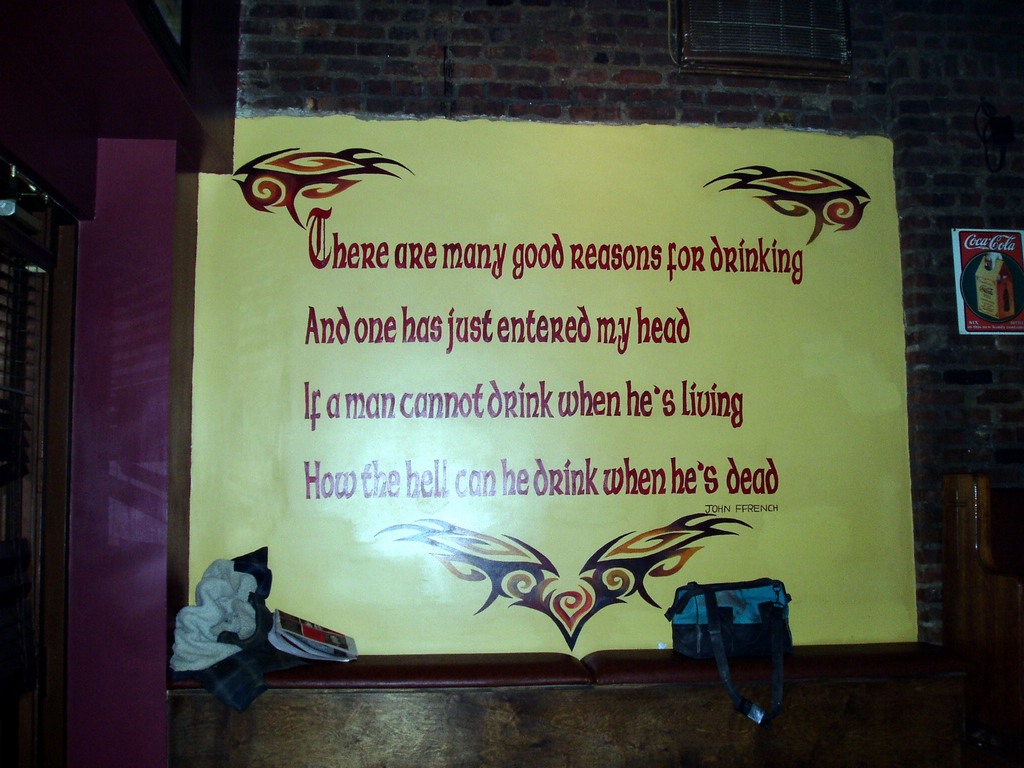 There are many good reasons for drinking
And one has just entered my head
If a man cannot drink when he's living
How the hell can he drink when he's dead
JOHN FFRENCH
Coca-Cola